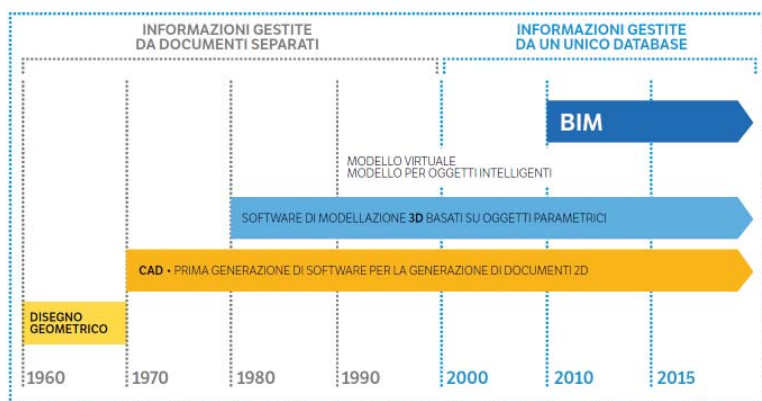 INFORMAZIONI GESTITE
DA DOCUMENTI SEPARATI
INFORMAZIONI GESTITE
DA UN UNICO DATABASE
BIM
MODELLO VIRTUALE
MODELLO PER OGGETTI INTELLIGENTI
SOFTWARE DI MODELLAZIONE 3D BASATI SU OGGETTI PARAMETRICI
CAD • PRIMA GENERAZIONE DI SOFTWARE PER LA GENERAZIONE DI DOCUMENTI 2D
DISEGNO
GEOMETRICO
1960 1970 1980 1990 2000 2010 2015